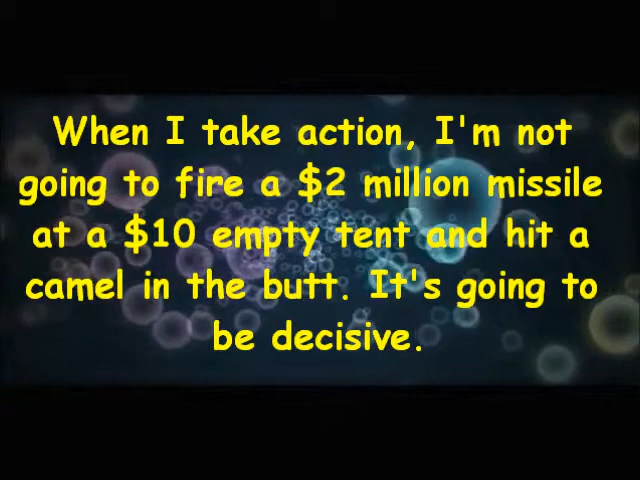 When I take action, I'm not
going to fire a $2 million missile
at a $10 empty tent and hit a
camel in the butt. It's going to
be decisive.